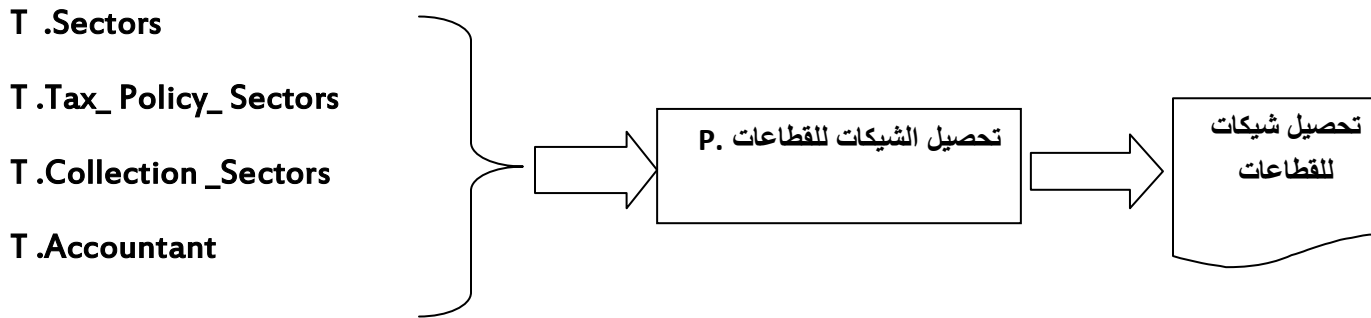 T .Sectors
T .Tax_ Policy_ Sectors
T .Collection _Sectors
T .Accountant
P. تحصيل الشيكات للقطاعات
تحصيل شيكات
للقطاعات